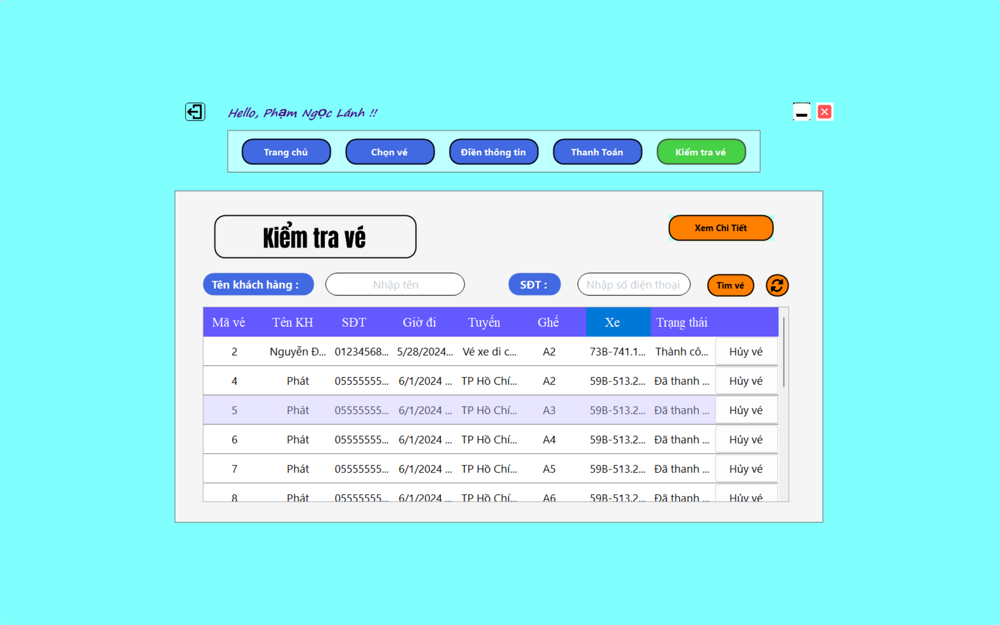 Hello, Phạm Ngọc Lánh !!
Trang chủ Chọn vé Điền thông tin Thanh Toán Kiểm tra vé
Kiểm tra vé Xem Chi Tiết
Tên khách hàng : Nhập tên SĐT : Nhập số điện thoại Tìm vé
Mã vé Tên KH SĐT Giờ đi Tuyến Ghế Xe Trạng thái
2 Nguyễn Đ... 01234568... 5/28/2024... Vé xe di c... A2 73B-741.1... Thành cô... Hủy vé
4 Phát 05555555... 6/1/2024 ... TP Hồ Chí... A2 59B-513.2... Đã thanh ... Hủy vé
5 Phát 05555555... 6/1/2024 ... TP Hồ Chí... A3 59B-513.2... Đã thanh ... Hủy vé
6 Phát 05555555... 6/1/2024 ... TP Hồ Chí... A4 59B-513.2... Đã thanh ... Hủy vé
7 Phát 05555555... 6/1/2024 ... TP Hồ Chí... A5 59B-513.2... Đã thanh ... Hủy vé
8 Phát 05555555... 6/1/2024 ... TP Hồ Chí... A6 59B-513.2... Đã thanh ... Hủy vé